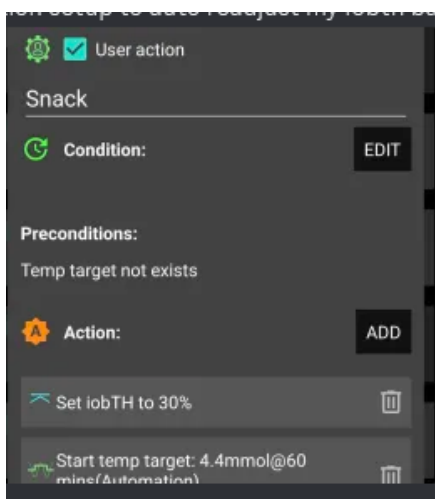 User action
Snack
Condition:
EDIT
Preconditions:
Temp target not exists
Action:
ADD
Set iobTH to 30%
Start temp target: 4.4mmol@60
mins(Automation)